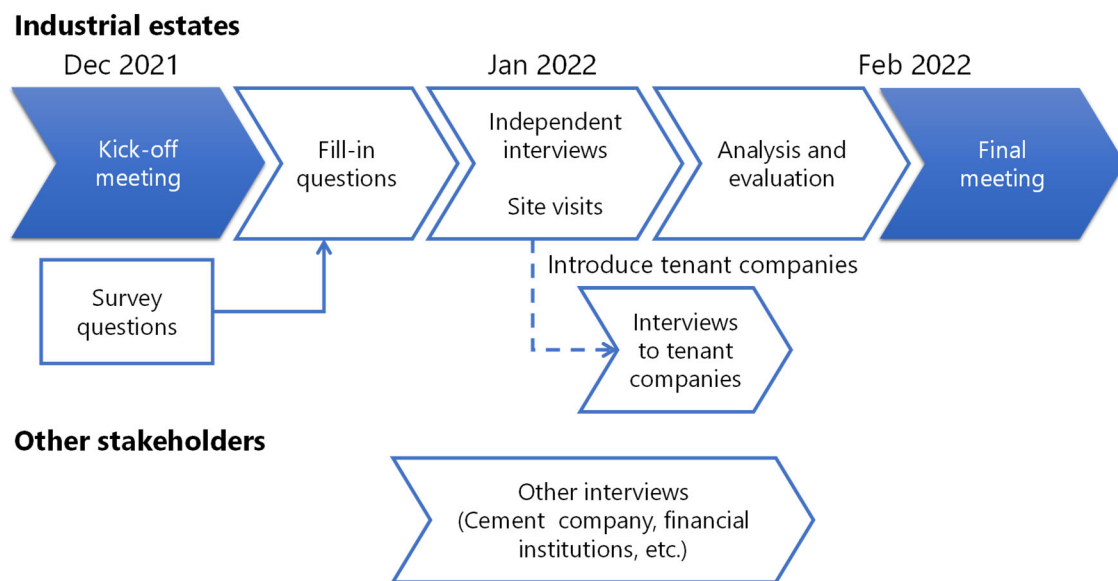 Industrial estates
Dec 2021
Jan 2022
Feb 2022
Kick-off
meeting
Fill-in
questions
Independent
interviews
Site visits
Analysis and
evaluation
Final
meeting
Survey
questions
Introduce tenant companies
Interviews
to tenant
companies
Other stakeholders
Other interviews
(Cement company, financial
institutions, etc.)